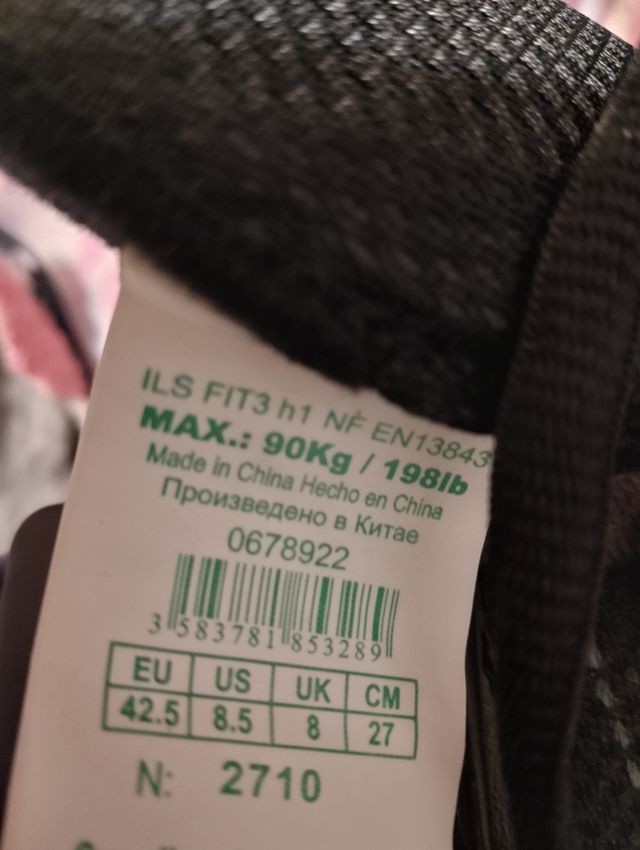 ILS FIT3 h1 NF EN13843
MAX.: 90Kg / 198lb
Made in China Hecho en China
Произведено в Китае
0678922
3 583781 853289
EU US UK CM
42.5 8.5 8 27
N: 2710